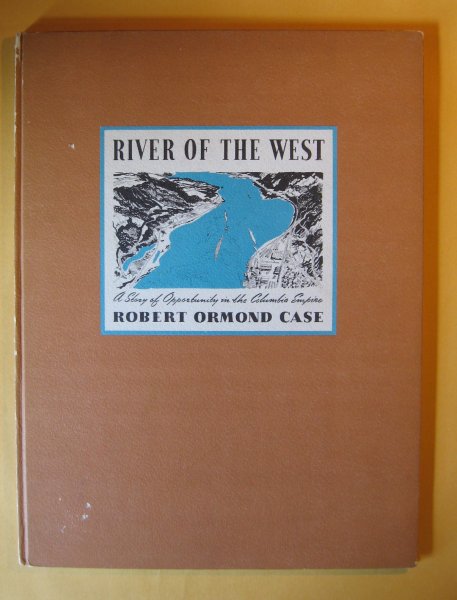 RIVER OF THE WEST
A Story of Opportunity in the Columbia Empire
ROBERT ORMOND CASE